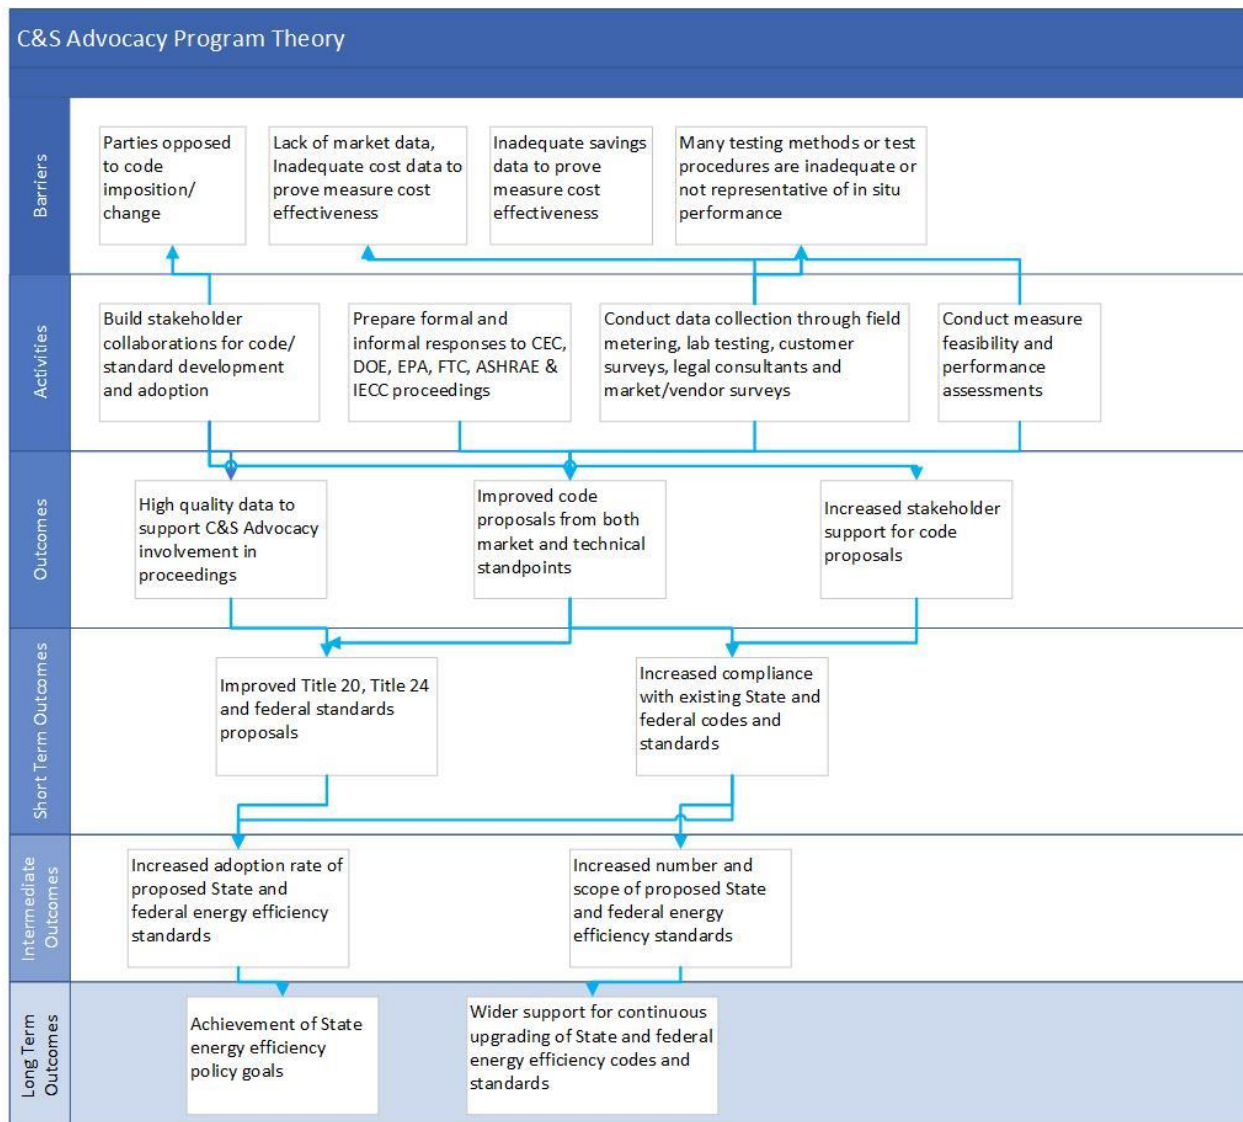 C&S Advocacy Program Theory
Barriers
Parties opposed
to code
imposition/
change
Lack of market data,
Inadequate cost data to
prove measure cost
effectiveness
Inadequate savings
data to prove
measure cost
effectiveness
Many testing methods or test
procedures are inadequate or
not representative of in situ
performance
Activities
Build stakeholder
collaborations for code/
standard development
and adoption
Prepare formal and
informal responses to CEC,
DOE, EPA, FTC, ASHRAE &
IECC proceedings
Conduct data collection through field
metering, lab testing, customer
surveys, legal consultants and
market/vendor surveys
Conduct measure
feasibility and
performance
assessments
Outcomes
High quality data to
support C&S Advocacy
involvement in
proceedings
Improved code
proposals from both
market and technical
standpoints
Increased stakeholder
support for code
proposals
Short Term Outcomes
Improved Title 20, Title 24
and federal standards
proposals
Increased compliance
with existing State and
federal codes and
standards
Intermediate
Outcomes
Increased adoption rate of
proposed State and
federal energy efficiency
standards
Increased number and
scope of proposed State
and federal energy
efficiency standards
Long Term
Outcomes
Achievement of State
energy efficiency
policy goals
Wider support for continuous
upgrading of State and federal
energy efficiency codes and
standards